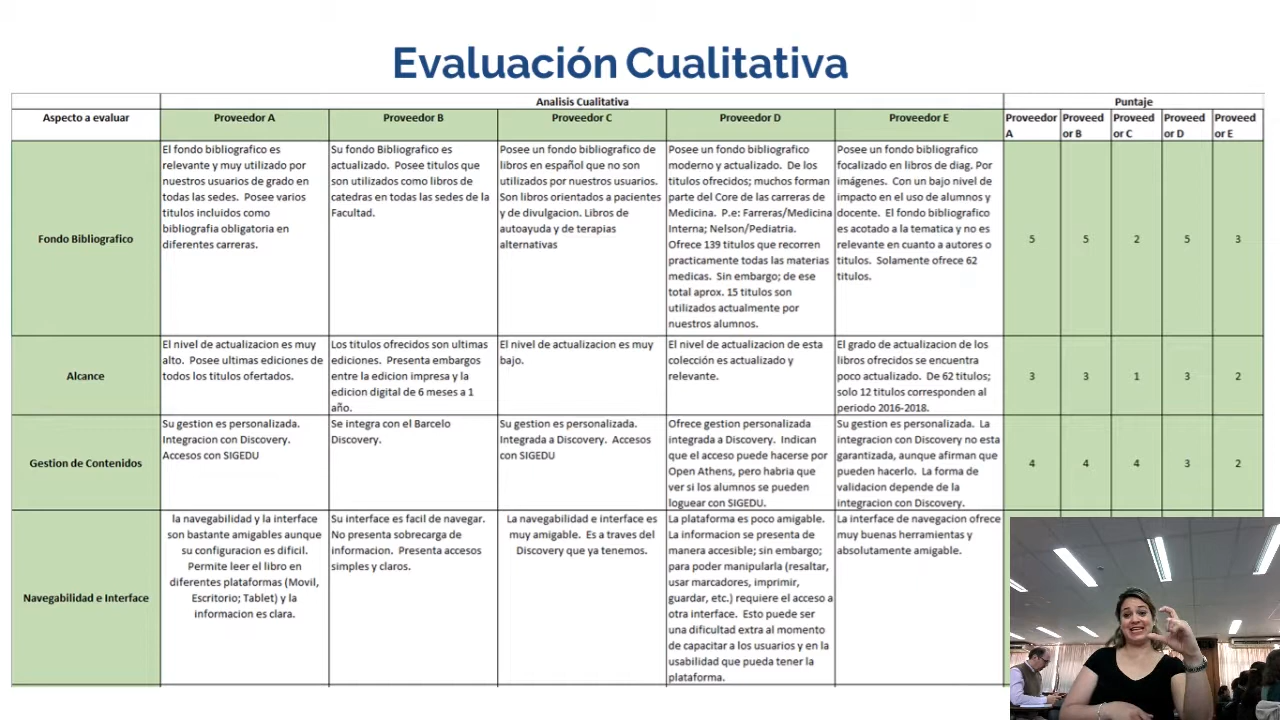 Evaluación Cualitativa
Analisis Cualitativa
Puntaje
Aspecto a evaluar
Proveedor A
Proveedor B
Proveedor C
Proveedor D
Proveedor E
Proveedor
A
Proveed
or B
Proveed
or C
Proveed
or D
Proveed
or E
Fondo Bibliografico
El fondo bibliografico es
relevante y muy utilizado por
nuestros usuarios de grado en
todas las sedes. Posee varios
titulos incluidos como
bibliografia obligatoria en
diferentes carreras.
Su fondo Bibliografico es
actualizado. Posee titulos que
son utilizados como libros de
catedras en todas las sedes de la
Facultad.
Posee un fondo bibliografico de
libros en español que no son
utilizados por nuestros usuarios.
Son libros orientados a pacientes
y de divulgacion. Libros de
autoayuda y de terapias
alternativas
Posee un fondo bibliografico
moderno y actualizado. De los
titulos ofrecidos; muchos forman
parte del Core de las carreras de
Medicina. P.e: Farreras/Medicina
Interna; Nelson/Pediatria.
Ofrece 139 titulos que recorren
practicamente todas las materias
medicas. Sin embargo; de ese
total aprox. 15 titulos son
utilizados actualmente por
nuestros alumnos.
Posee un fondo bibliografico
focalizado en libros de diag. Por
imágenes. Con un bajo nivel de
impacto en el uso de alumnos y
docente. El fondo bibliografico
es acotado a la tematica y no es
relevante en cuanto a autores o
titulos. Solamente ofrece 62
titulos.
5
5
2
5
3
Alcance
El nivel de actualizacion es muy
alto. Posee ultimas ediciones de
todos los titulos ofertados.
Los titulos ofrecidos son ultimas
ediciones. Presenta embargos
entre la edicion impresa y la
edicion digital de 6 meses a 1
año.
El nivel de actualizacion es muy
bajo.
El nivel de actualizacion de esta
colección es actualizado y
relevante.
El grado de actualizacion de los
libros ofrecidos se encuentra
poco actualizado. De 62 titulos;
solo 12 titulos corresponden al
periodo 2016-2018.
3
3
1
3
2
Gestion de Contenidos
Su gestion es personalizada.
Integracion con Discovery.
Accesos con SIGEDU
Se integra con el Barcelo
Discovery.
Su gestion es personalizada.
Integrada a Discovery. Accesos
con SIGEDU
Ofrece gestion personalizada
integrada a Discovery. Indican
que el acceso puede hacerse por
Open Athens, pero habria que
ver si los alumnos se pueden
loguear con SIGEDU.
Su gestion es personalizada. La
integracion con Discovery no esta
garantizada, aunque afirman que
pueden hacerlo. La forma de
validacion depende de la
integracion con Discovery.
4
4
4
3
2
Navegabilidad e Interface
la navegabilidad y la interface
son bastante amigables aunque
su configuracion es dificil.
Permite leer el libro en
diferentes plataformas (Movil,
Escritorio; Tablet) y la
informacion es clara.
Su interface es facil de navegar.
No presenta sobrecarga de
informacion. Presenta accesos
simples y claros.
La navegabilidad e interface es
muy amigable. Es a traves del
Discovery que ya tenemos.
La plataforma es poco amigable.
La informacion se presenta de
manera accesible; sin embargo;
para poder manipularla (resaltar,
usar marcadores, imprimir,
guardar, etc.) requiere el acceso a
otra interface. Esto puede ser
una dificultad extra al momento
de capacitar a los usuarios y en la
usabilidad que pueda tener la
plataforma.
La interface de navegacion ofrece
muy buenas herramientas y
absolutamente amigable.